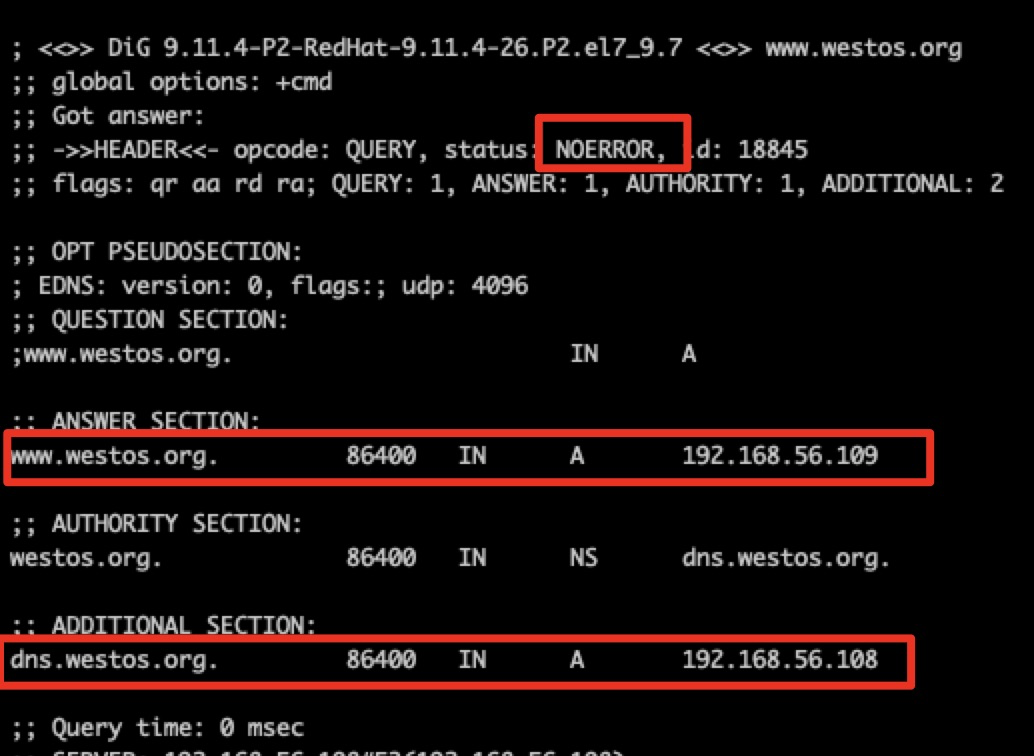 ; <<>> DiG 9.11.4-P2-RedHat-9.11.4-26.P2.el7_9.7 <<>> www.westos.org
;; global options: +cmd
;; Got answer:
;; ->>HEADER<<- opcode: QUERY, status: NOERROR, id: 18845
;; flags: qr aa rd ra; QUERY: 1, ANSWER: 1, AUTHORITY: 1, ADDITIONAL: 2
;; OPT PSEUDOSECTION:
; EDNS: version: 0, flags:; udp: 4096
;; QUESTION SECTION:
;www.westos.org. IN A
;; ANSWER SECTION:
www.westos.org. 86400 IN A 192.168.56.109
;; AUTHORITY SECTION:
westos.org. 86400 IN NS dns.westos.org.
;; ADDITIONAL SECTION:
dns.westos.org. 86400 IN A 192.168.56.108
;; Query time: 0 msec
;; SERVER: